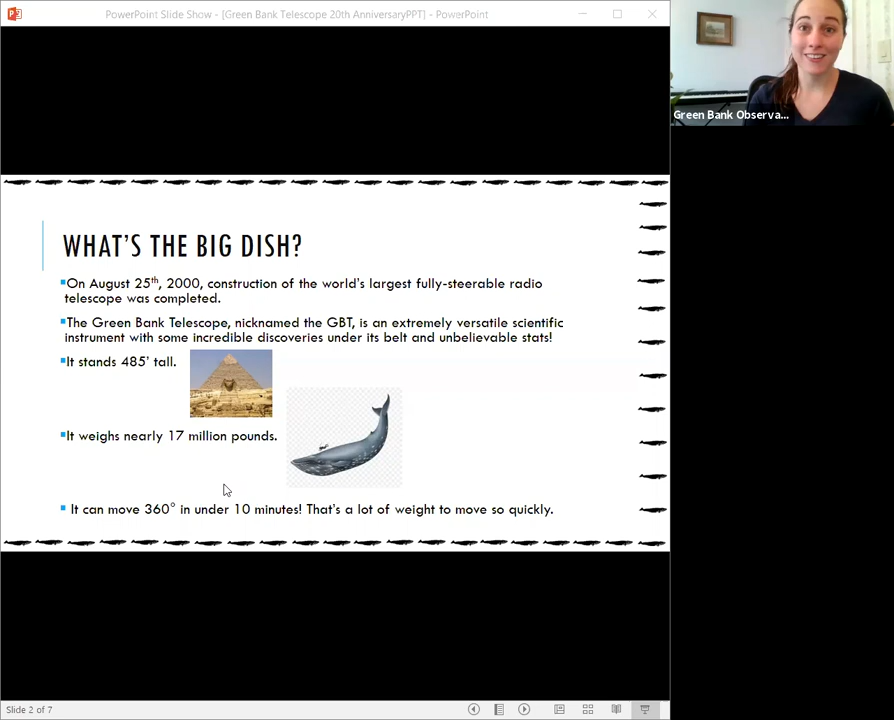 PowerPoint Slide Show - [Green Bank Telescope 20th AnniversaryPPT] - PowerPoint
Green Bank Observa...
WHAT'S THE BIG DISH?
On August 25th, 2000, construction of the world's largest fully-steerable radio
telescope was completed.
The Green Bank Telescope, nicknamed the GBT, is an extremely versatile scientific
instrument with some incredible discoveries under its belt and unbelievable stats!
It stands 485' tall.
It weighs nearly 17 million pounds.
It can move 360° in under 10 minutes! That's a lot of weight to move so quickly.
Slide 2 of 7